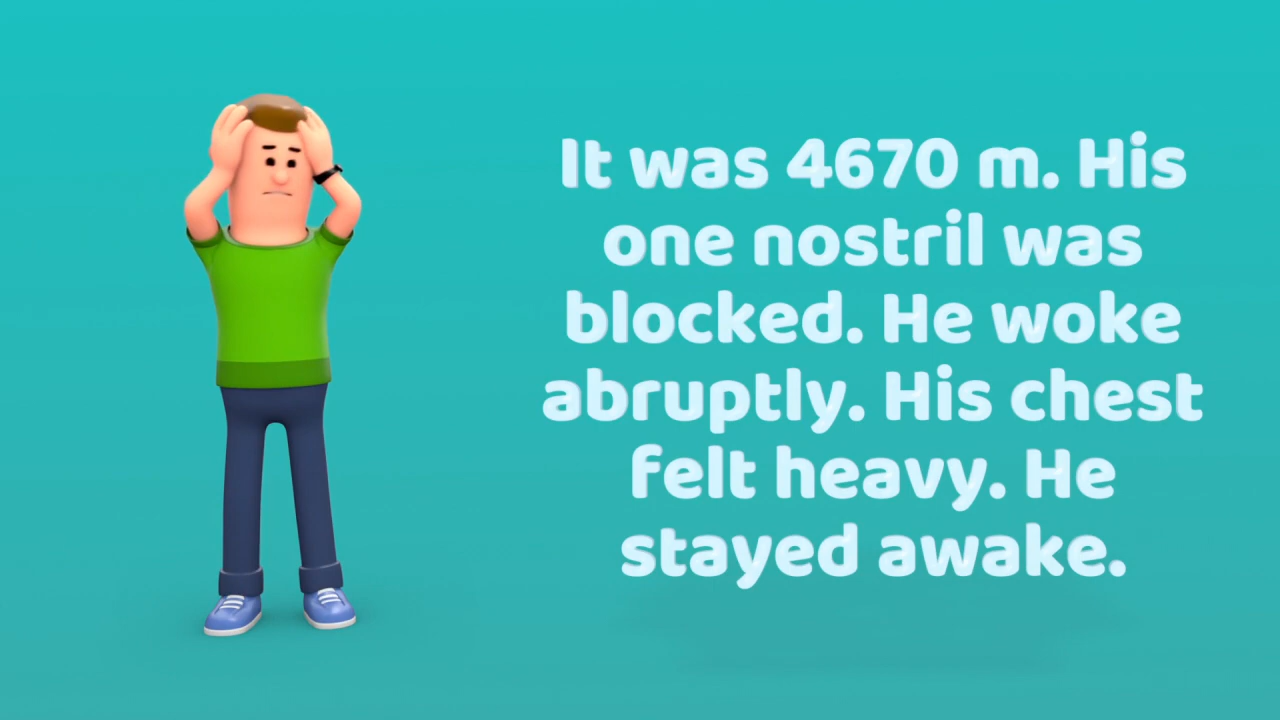 It was 4670 m. His
one nostril was
blocked. He woke
abruptly. His chest
felt heavy. He
stayed awake.